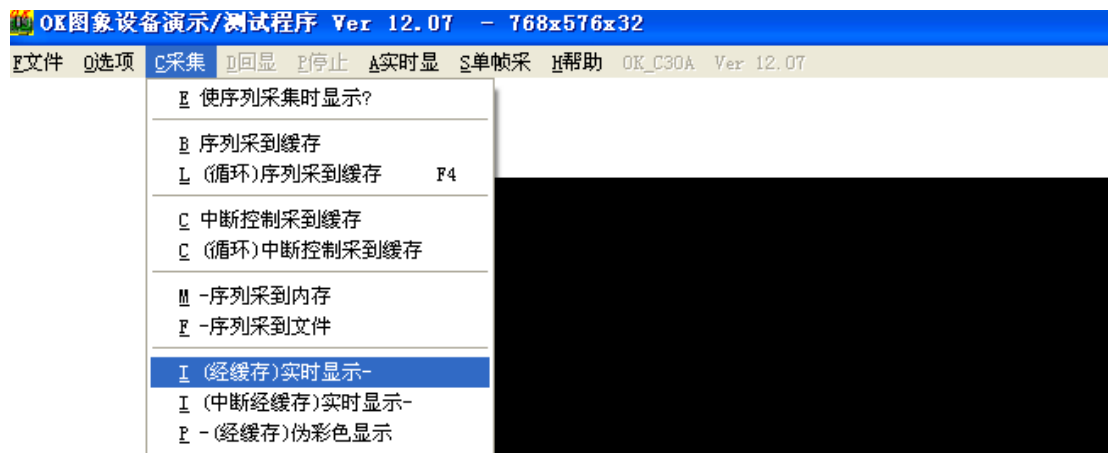 OK图象设备演示/测试程序 Ver 12.07 - 768x576x32
F文件 O选项 C采集 D回显 P停止 A实时显 S单帧采 H帮助 OK_C30A Ver 12.07
E 使序列采集时显示?
B 序列采到缓存
L (循环)序列采到缓存 F4
C 中断控制采到缓存
C (循环)中断控制采到缓存
M -序列采到内存
F -序列采到文件
I (经缓存)实时显示-
I (中断经缓存)实时显示-
P -(经缓存)伪彩色显示